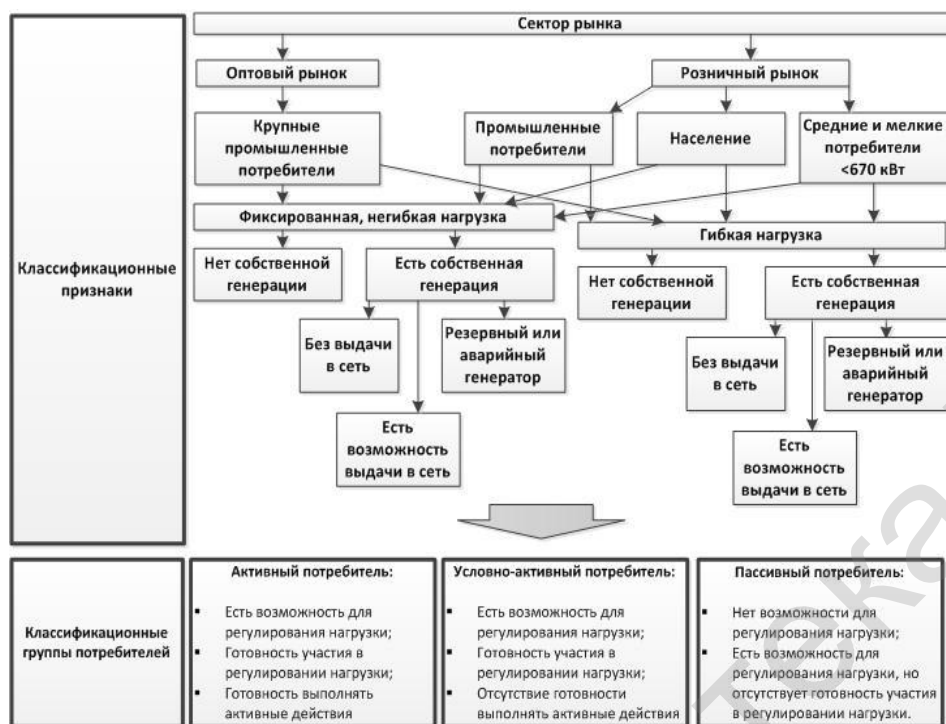 Сектор рынка
Оптовый рынок
Розничный рынок
Крупные
промышленные
потребители
Промышленные
потребители
Население
Средние и мелкие
потребители
<670 кВт
Фиксированная, негибкая нагрузка
Гибкая нагрузка
Классификационные
признаки
Нет собственной
генерации
Есть собственная
генерация
Нет собственной
генерации
Есть собственная
генерация
Без выдачи
в сеть
Резервный или
аварийный
генератор
Без выдачи
в сеть
Резервный или
аварийный
генератор
Есть
возможность
выдачи в сеть
Есть
возможность
выдачи в сеть
Классификационные
группы потребителей
Активный потребитель:
▪ Есть возможность для
регулирования нагрузки;
▪ Готовность участия в
регулировании нагрузки;
▪ Готовность выполнять
активные действия
Условно-активный потребитель:
▪ Есть возможность для
регулирования нагрузки;
▪ Готовность участия в
регулировании нагрузки;
▪ Отсутствие готовности
выполнять активные действия
Пассивный потребитель:
▪ Нет возможности для
регулирования нагрузки;
▪ Есть возможность для
регулирования нагрузки, но
отсутствует готовность участия
в регулировании нагрузки.
тека